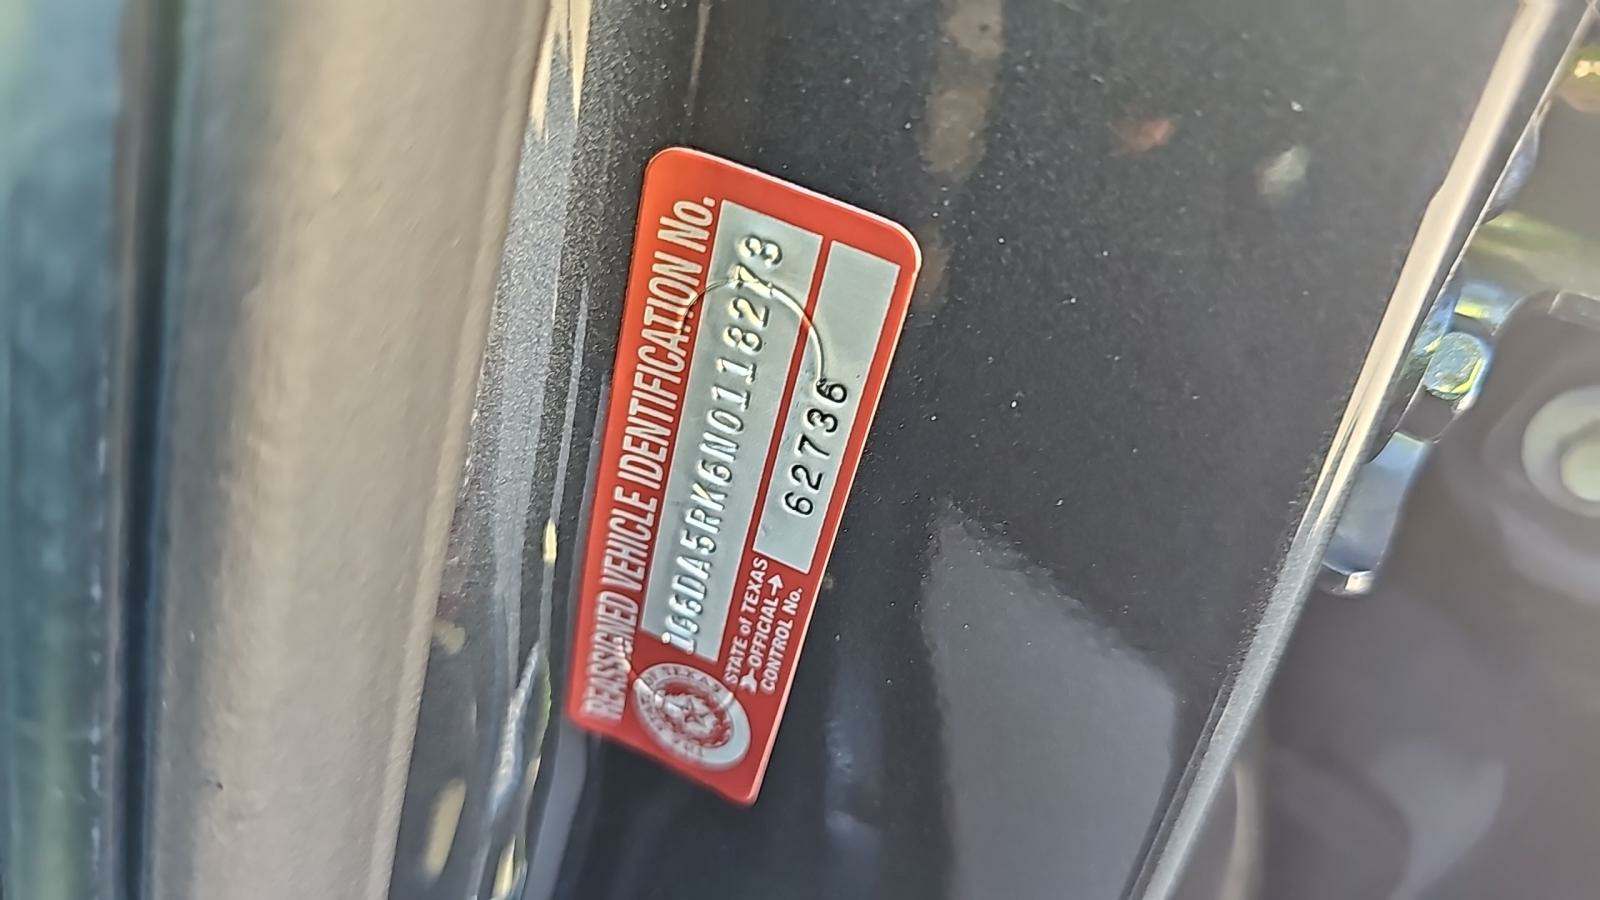 REASSIGNED VEHICLE IDENTIFICATION No.
1G6DA5RK6N0118273
STATE of TEXAS
OFFICIAL
CONTROL No.
62736